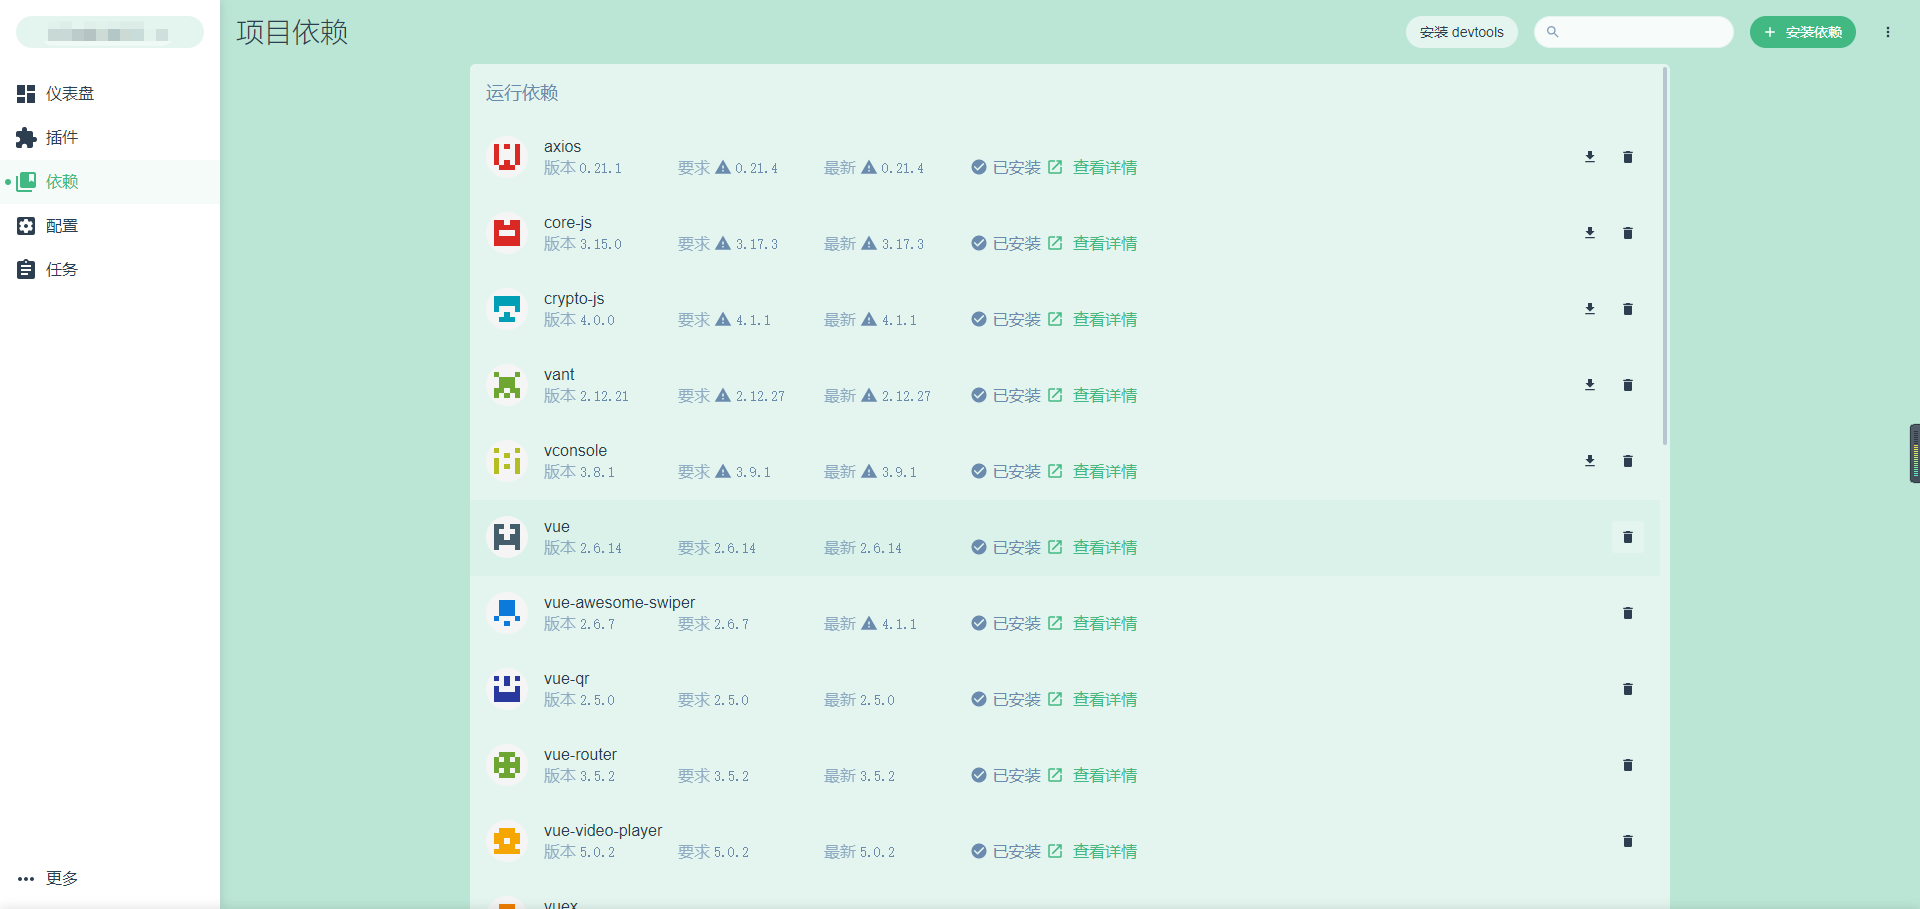 项目依赖
安装 devtools
安装依赖
仪表盘
插件
依赖
配置
任务
更多
运行依赖
axios
版本 0.21.1 要求 0.21.4 最新 0.21.4 已安装 查看详情
core-js
版本 3.15.0 要求 3.17.3 最新 3.17.3 已安装 查看详情
crypto-js
版本 4.0.0 要求 4.1.1 最新 4.1.1 已安装 查看详情
vant
版本 2.12.21 要求 2.12.27 最新 2.12.27 已安装 查看详情
vconsole
版本 3.8.1 要求 3.9.1 最新 3.9.1 已安装 查看详情
vue
版本 2.6.14 要求 2.6.14 最新 2.6.14 已安装 查看详情
vue-awesome-swiper
版本 2.6.7 要求 2.6.7 最新 4.1.1 已安装 查看详情
vue-qr
版本 2.5.0 要求 2.5.0 最新 2.5.0 已安装 查看详情
vue-router
版本 3.5.2 要求 3.5.2 最新 3.5.2 已安装 查看详情
vue-video-player
版本 5.0.2 要求 5.0.2 最新 5.0.2 已安装 查看详情
vuex